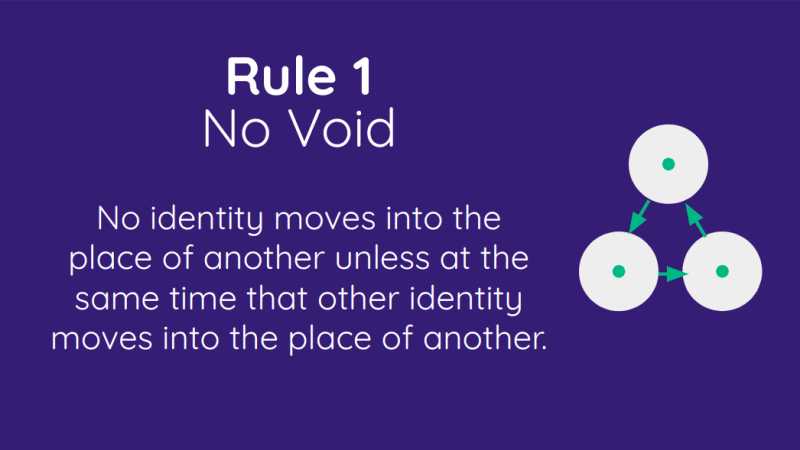 Rule 1
No Void
No identity moves into the
place of another unless at the
same time that other identity
moves into the place of another.